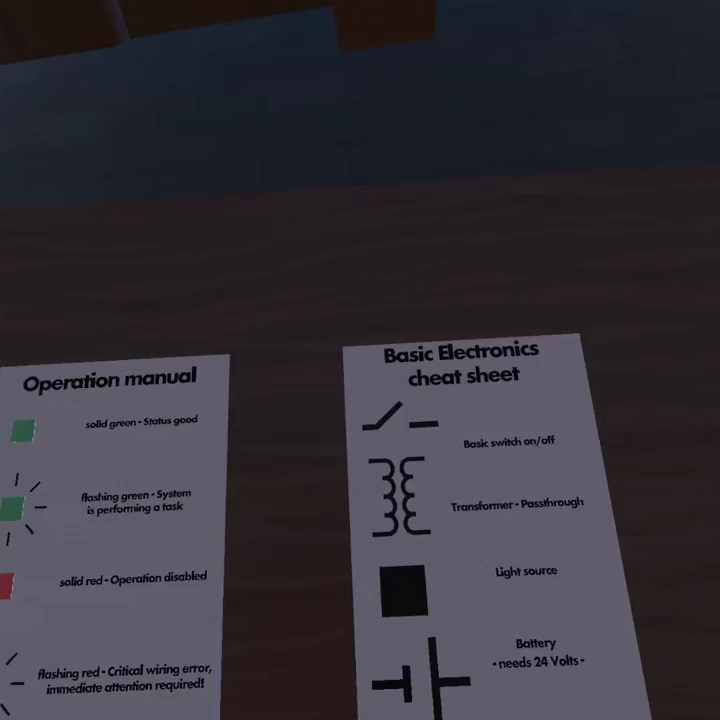 Operation manual
solid green - Status good
flashing green - System
is performing a task
solid red - Operation disabled
flashing red - Critical wiring error,
immediate attention required!
Basic Electronics
cheat sheet
Basic switch on/off
Transformer - Passthrough
Light source
Battery
- needs 24 Volts -